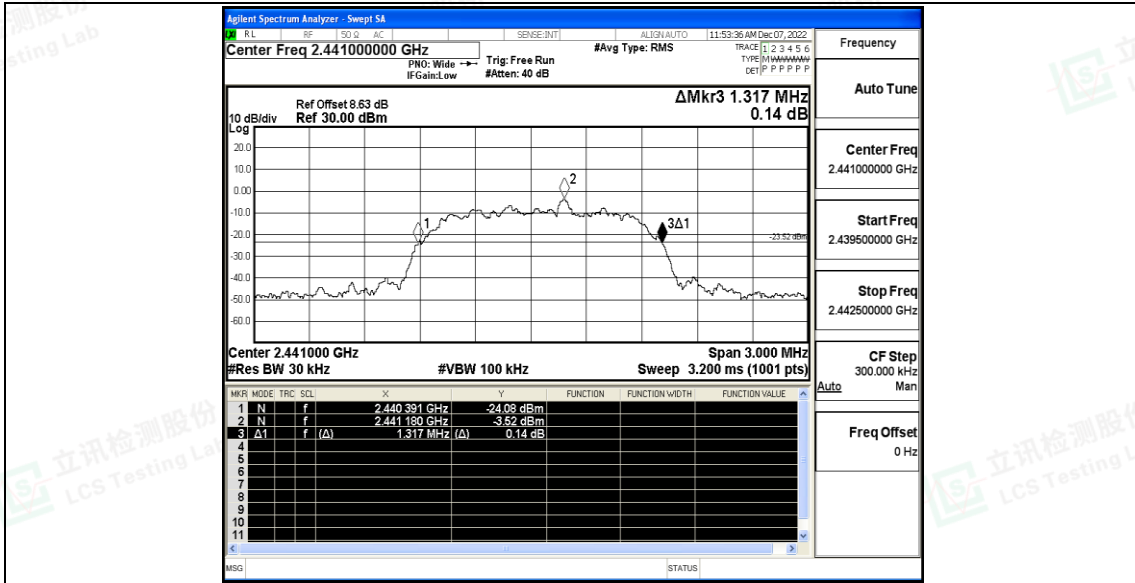 Agilent Spectrum Analyzer - Swept SA
RL RF 50 Ω AC SENSE:INT ALIGN AUTO 11:53:36 AM Dec 07, 2022
Center Freq 2.441000000 GHz #Avg Type: RMS TRACE 1 2 3 4 5 6
PNO: Wide Trig: Free Run TYPE M WWWWW
IFGain:Low #Atten: 40 dB DET P P P P P P
Ref Offset 8.63 dB ΔMkr3 1.317 MHz
10 dB/div Ref 30.00 dBm 0.14 dB
Log
20.0
10.0
0.00
-10.0
-20.0
-30.0
-40.0
-50.0
-60.0
1
2
3Δ1
-23.52 dBm
Center 2.441000 GHz Span 3.000 MHz
#Res BW 30 kHz #VBW 100 kHz Sweep 3.200 ms (1001 pts)
MKR MODE TRC SCL X Y FUNCTION FUNCTION WIDTH FUNCTION VALUE
1 N f 2.440 391 GHz -24.08 dBm
2 N f 2.441 180 GHz -3.52 dBm
3 Δ1 f (Δ) 1.317 MHz (Δ) 0.14 dB
4
5
6
7
8
9
10
11
MSG STATUS
Frequency
Auto Tune
Center Freq
2.441000000 GHz
Start Freq
2.439500000 GHz
Stop Freq
2.442500000 GHz
CF Step
300.000 kHz
Auto Man
Freq Offset
0 Hz
立讯检测股份
LCS Testing Lab
立讯检测股份
LCS Testing L
sting Lab